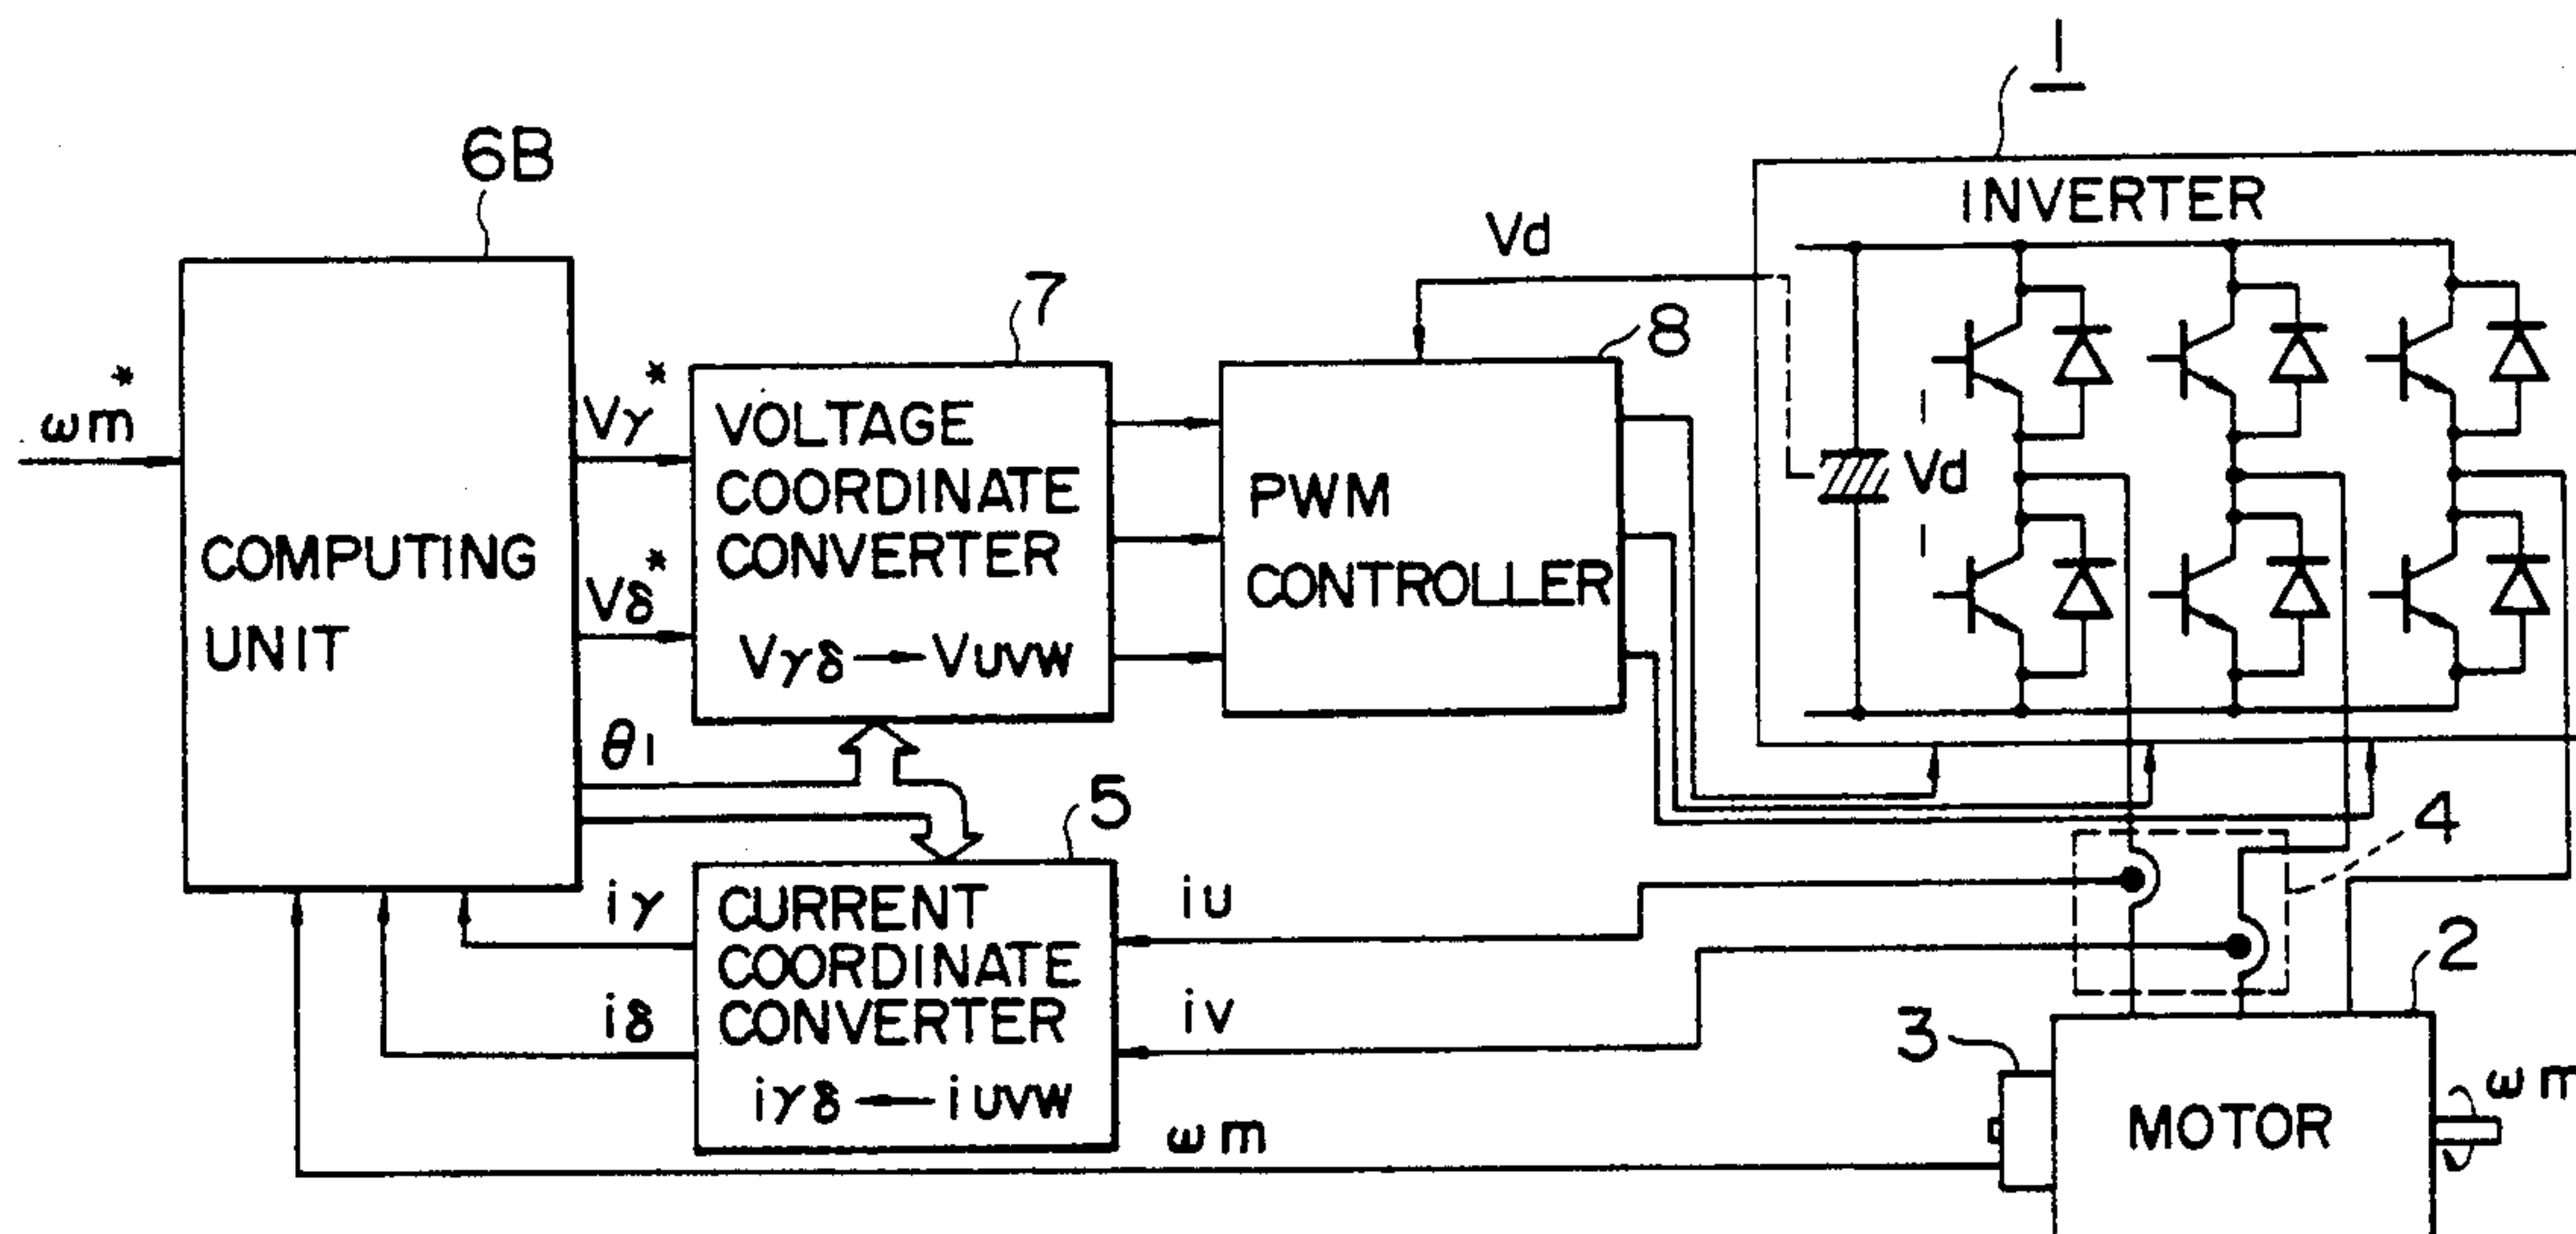 1
6B
INVERTER
Vd
7
8
ωm*
Vγ*
VOLTAGE
COORDINATE
CONVERTER
Vγδ → VUVW
PWM
CONTROLLER
Vd
COMPUTING
UNIT
Vδ*
θ1
5
4
iγ
CURRENT
COORDINATE
CONVERTER
iγδ ← iUVW
iU
iδ
iV
2
3
ωm
MOTOR
ωm